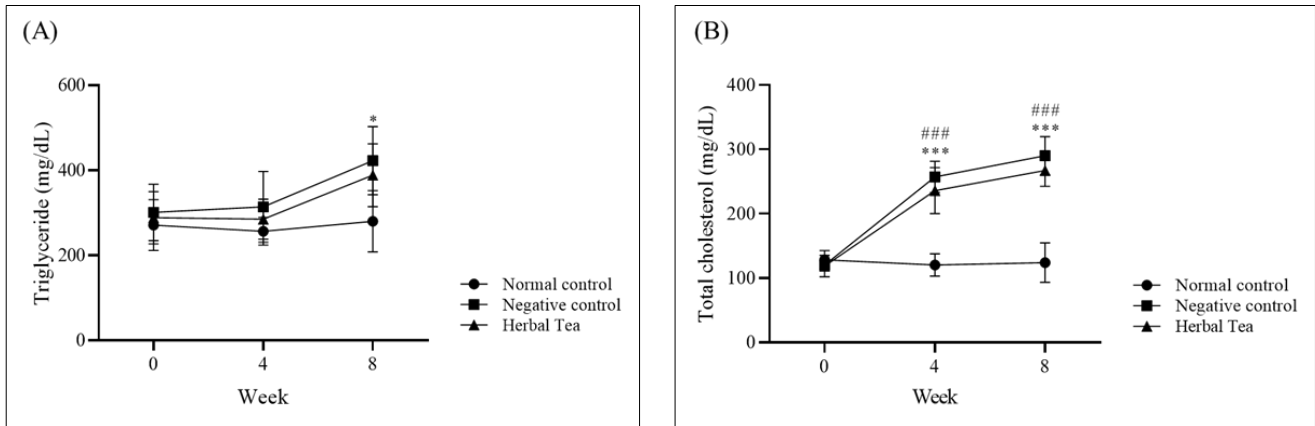 (A)
600
400
200
0
Triglyceride (mg/dL)
*
0 4 8
Week
Normal control
Negative control
Herbal Tea
(B)
400
300
200
100
0
Total cholesterol (mg/dL)
### ###
*** ***
0 4 8
Week
Normal control
Negative control
Herbal Tea